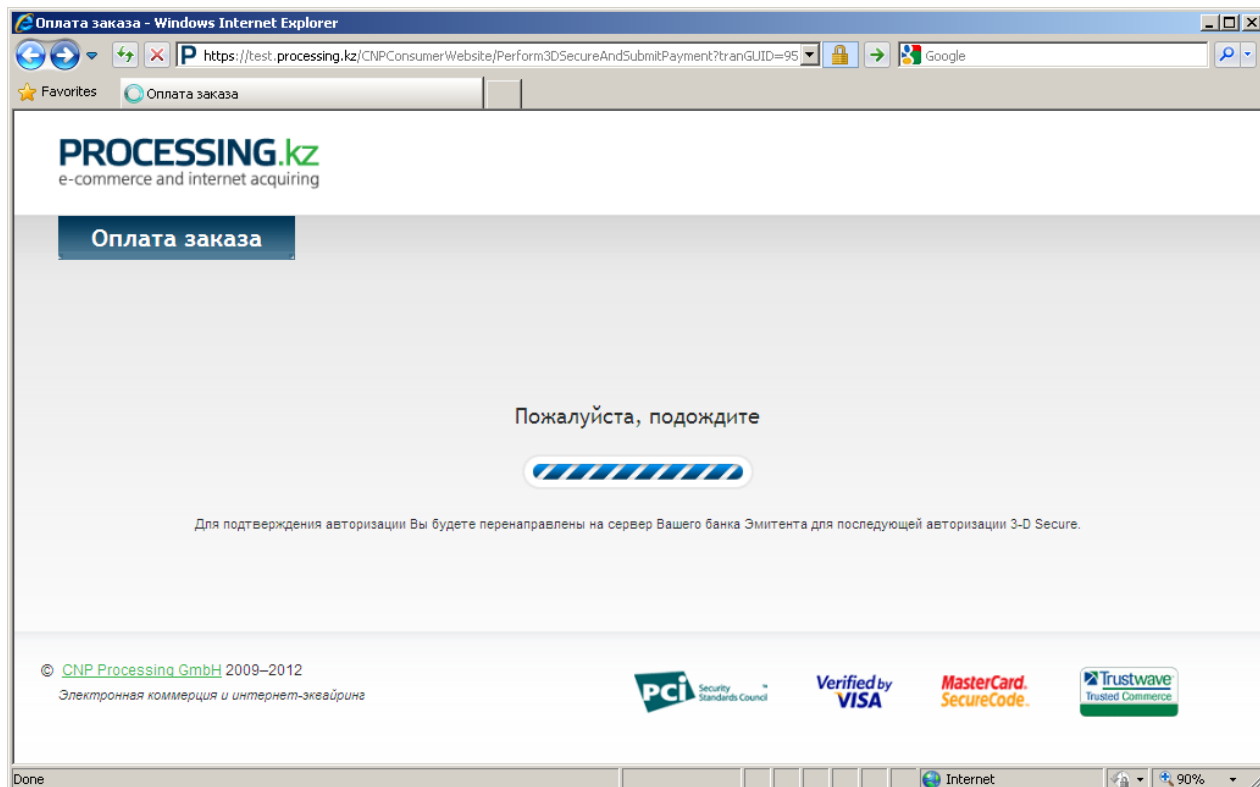 Оплата заказа - Windows Internet Explorer
https://test.processing.kz/CNPConsumerWebsite/Perform3DSecureAndSubmitPayment?tranGUID=95
Google
Favorites
Оплата заказа
PROCESSING.kz
e-commerce and internet acquiring
Оплата заказа
Пожалуйста, подождите
Для подтверждения авторизации Вы будете перенаправлены на сервер Вашего банка Эмитента для последующей авторизации 3-D Secure.
© CNP Processing GmbH 2009–2012
Электронная коммерция и интернет-эквайринг
PCi Security Standards Council ™
Verified by VISA
MasterCard. SecureCode.
Trustwave Trusted Commerce
Done
Internet
90%